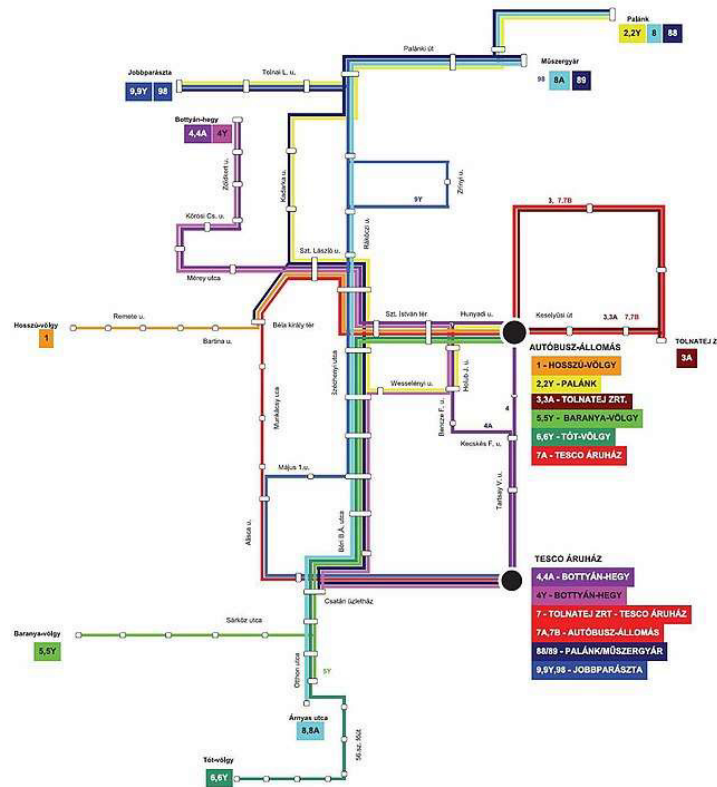 Palánk
2,2Y 8 88
Palánki út
Műszergyár
98 8A 89
Jobbparászta
9,9Y 98
Tolnai L. u.
Bottyán-hegy
4,4A 4Y
Zöldkert u.
Kadarka u.
Zrínyi u.
9Y
Kőrösi Cs. u.
Rákóczi u.
3, 7,7B
Szt. László u.
Mérey utca
Szt. István tér
Hunyadi u.
Keselyűsi út
3,3A 7,7B
Remete u.
Béla király tér
Hosszú-völgy
1
Bartina u.
TOLNATEJ Z
3A
AUTÓBUSZ-ÁLLOMÁS
1 - HOSSZÚ-VÖLGY
2,2Y - PALÁNK
3,3A - TOLNATEJ ZRT.
5,5Y - BARANYA-VÖLGY
6,6Y - TÓT-VÖLGY
7A - TESCO ÁRUHÁZ
Széchenyi utca
Wesselényi u.
Holub J. u.
Munkácsy uca
Bencze F. u.
4
4A
Kecskés F. u.
Május 1.u.
Tartsay V. u.
Alisca u.
Béri B.Á. utca
Csatán üzletház
TESCO ÁRUHÁZ
4,4A - BOTTYÁN-HEGY
4Y - BOTTYÁN-HEGY
7 - TOLNATEJ ZRT - TESCO ÁRUHÁZ
7A,7B - AUTÓBUSZ-ÁLLOMÁS
88/89 - PALÁNK/MŰSZERGYÁR
9,9Y,98 - JOBBPARÁSZTA
Sárköz utca
Baranya-völgy
5,5Y
Otthon utca
5Y
Árnyas utca
8,8A
56.sz. főút
Tót-völgy
6,6Y